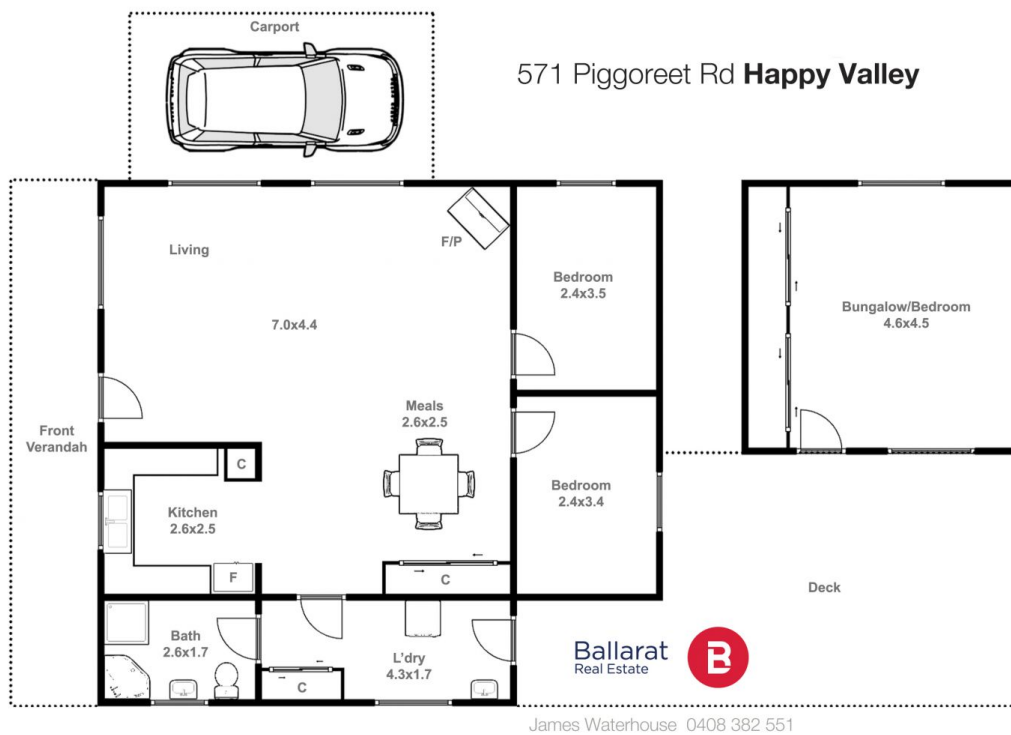 Carport
571 Piggoreet Rd Happy Valley
Living
F/P
7.0x4.4
Bedroom
2.4x3.5
Bungalow/Bedroom
4.6x4.5
Front
Verandah
Meals
2.6x2.5
C
Kitchen
2.6x2.5
Bedroom
2.4x3.4
F
C
Deck
Bath
2.6x1.7
L'dry
4.3x1.7
C
Ballarat
Real Estate
B
James Waterhouse 0408 382 551